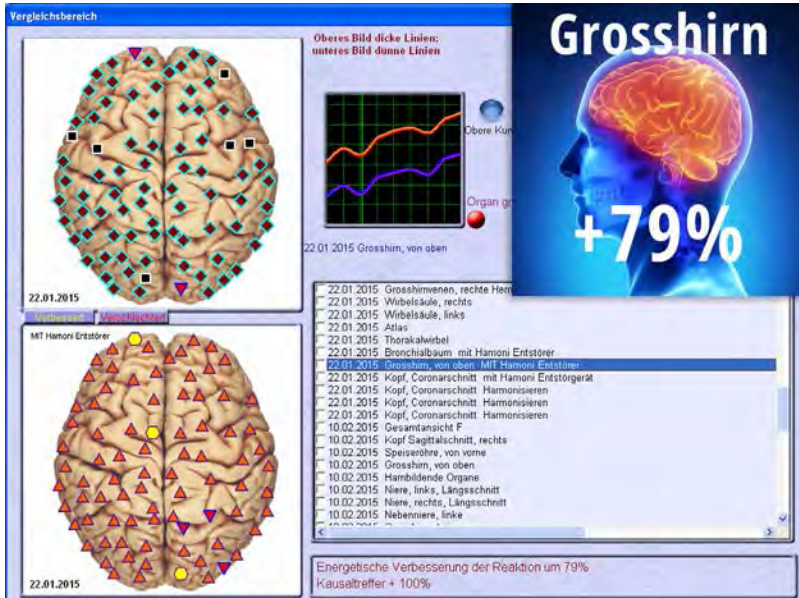 Vergleichsbereich
Oberes Bild dicke Linien;
unteres Bild dünne Linien
Grosshirn
+79%
Obere Kur
Organ gr
22.01.2015 Grosshirn, von oben
22.01.2015
Verbessert Verschlechtert
MIT Hamoni Entstörer
22.01.2015
22.01.2015 Grosshirnvenen, rechte Hem
22.01.2015 Wirbelsäule, rechts
22.01.2015 Wirbelsäule, links
22.01.2015 Atlas
22.01.2015 Thorakalwirbel
22.01.2015 Bronchialbaum mit Hamoni Entstörer
22.01.2015 Grosshirn, von oben MIT Hamoni Entstörer
22.01.2015 Kopf, Coronarschnitt mit Hamoni Entstörgerät
22.01.2015 Kopf, Coronarschnitt Harmonisieren
22.01.2015 Kopf, Coronarschnitt Harmonisieren
22.01.2015 Kopf, Coronarschnitt Harmonisieren
10.02.2015 Gesamtansicht F
10.02.2015 Kopf Sagittalschnitt, rechts
10.02.2015 Speiseröhre, von vorne
10.02.2015 Grosshirn, von oben
10.02.2015 Harnbildende Organe
10.02.2015 Niere, links, Längsschnitt
10.02.2015 Niere, rechts, Längsschnitt
10.02.2015 Nebenniere, linke
Energetische Verbesserung der Reaktion um 79%
Kausaltreffer + 100%